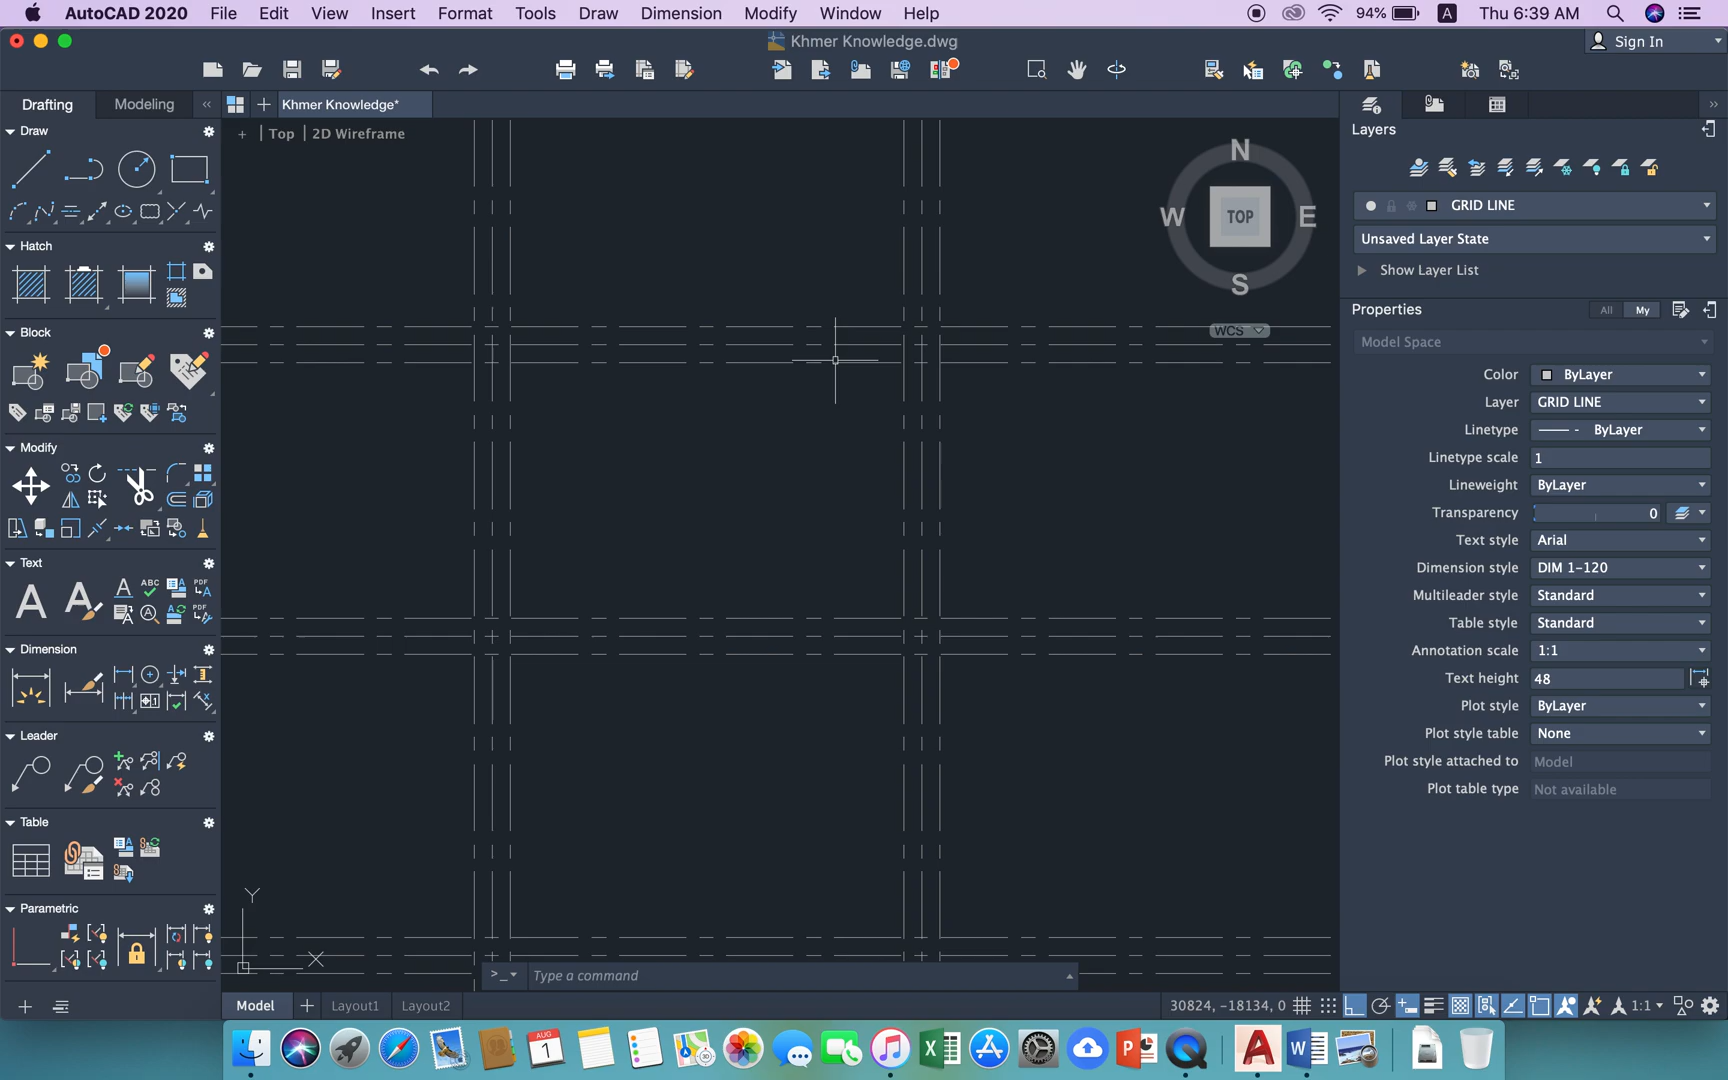 AutoCAD 2020 File Edit View Insert Format Tools Draw Dimension Modify Window Help 94% A Thu 6:39 AM
Khmer Knowledge.dwg
Sign In
Drafting Modeling Khmer Knowledge*
Draw
Top 2D Wireframe
Layers
N
W TOP E
S
WCS
GRID LINE
Unsaved Layer State
Show Layer List
Hatch
Block
Modify
Text
Dimension
Leader
Table
Parametric
Properties All My
Model Space
Color ByLayer
Layer GRID LINE
Linetype ByLayer
Linetype scale 1
Lineweight ByLayer
Transparency 0
Text style Arial
Dimension style DIM 1-120
Multileader style Standard
Table style Standard
Annotation scale 1:1
Text height 48
Plot style ByLayer
Plot style table None
Plot style attached to Model
Plot table type Not available
Y
X
>_ Type a command
Model Layout1 Layout2 30824, -18134, 0 1:1
AUG
1